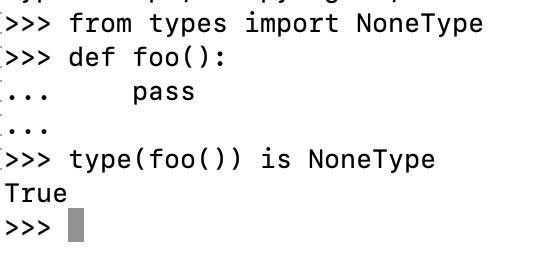 >>> from types import NoneType
>>> def foo():
...     pass
...
>>> type(foo()) is NoneType
True
>>>